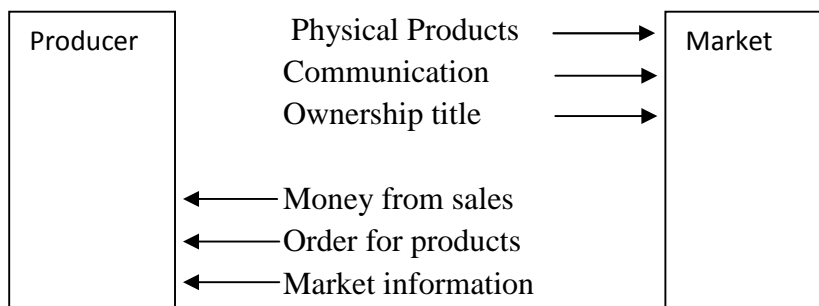 Producer
Physical Products
Market
Communication
Ownership title
Money from sales
Order for products
Market information